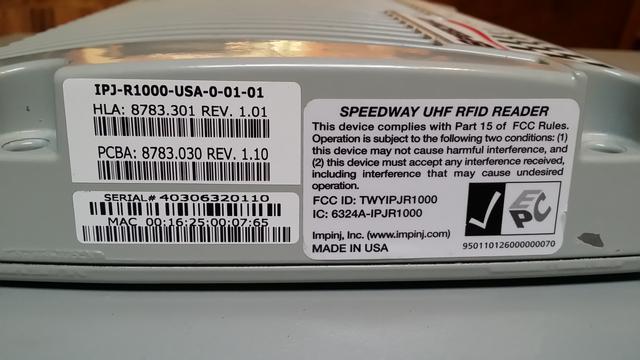 IPJ-R1000-USA-0-01-01
HLA: 8783.301 REV. 1.01
PCBA: 8783.030 REV. 1.10
SERIAL# 40306320110
MAC 00:16:25:00:07:65
SPEEDWAY UHF RFID READER
This device complies with Part 15 of FCC Rules.
Operation is subject to the following two conditions: (1)
this device may not cause harmful interference, and
(2) this device must accept any interference received,
including interference that may cause undesired
operation.
FCC ID: TWYIPJR1000
IC: 6324A-IPJR1000
Impinj, Inc. (www.impinj.com)
MADE IN USA
EPC
950110126000000070